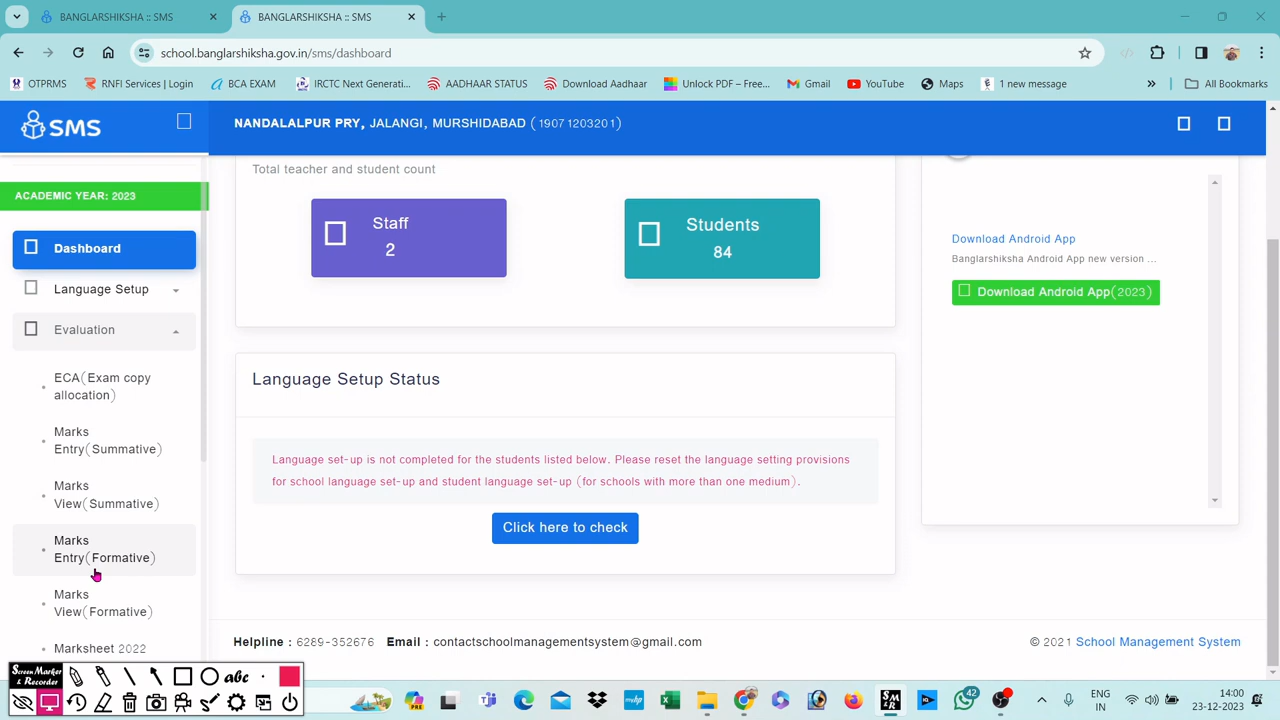 BANGLARSHIKSHA :: SMS
BANGLARSHIKSHA :: SMS
school.banglarshiksha.gov.in/sms/dashboard
OTPRMS
RNFI Services | Login
BCA EXAM
IRCTC Next Generati...
AADHAAR STATUS
Download Aadhaar
Unlock PDF – Free...
Gmail
YouTube
Maps
1 new message
»
All Bookmarks
SMS
NANDALALPUR PRY, JALANGI, MURSHIDABAD (19071203201)
ACADEMIC YEAR: 2023
Dashboard
Language Setup
Evaluation
ECA(Exam copy
allocation)
Marks
Entry(Summative)
Marks
View(Summative)
Marks
Entry(Formative)
Marks
View(Formative)
Marksheet 2022
Total teacher and student count
Staff
2
Students
84
Download Android App
Banglarshiksha Android App new version ...
Download Android App(2023)
Language Setup Status
Language set-up is not completed for the students listed below. Please reset the language setting provisions
for school language set-up and student language set-up (for schools with more than one medium).
Click here to check
Helpline : 6289-352676 Email : contactschoolmanagementsystem@gmail.com
© 2021 School Management System
Screen Marker
& Recorder
abc
PRE
42
ENG
IN
14:00
23-12-2023